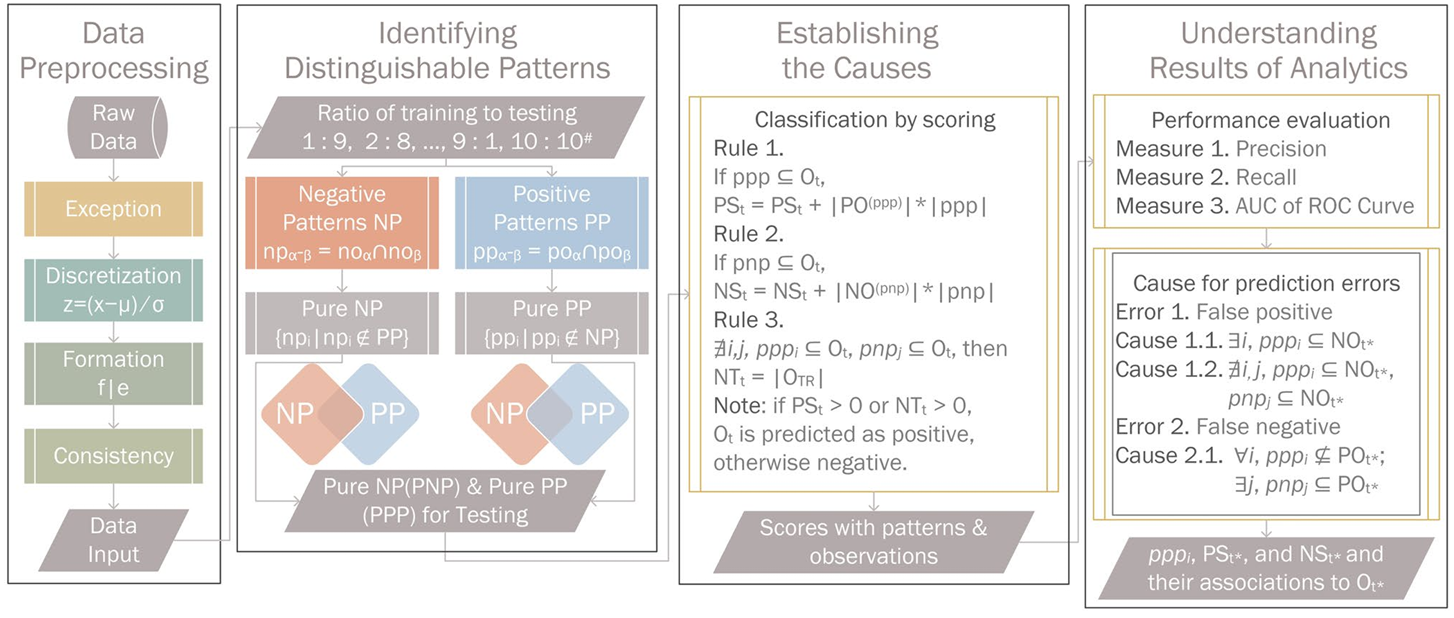 Data
Preprocessing
Raw
Data
Exception
Discretization
z=(x−μ)/σ
Formation
f|e
Consistency
Data
Input
Identifying
Distinguishable Patterns
Ratio of training to testing
1 : 9, 2 : 8, ..., 9 : 1, 10 : 10#
Negative
Patterns NP
npα-β = noα∩noβ
Positive
Patterns PP
ppα-β = poα∩poβ
Pure NP
{npᵢ|npᵢ∉PP}
Pure PP
{ppᵢ|ppᵢ∉NP}
NP PP
NP PP
Pure NP(PNP) & Pure PP
(PPP) for Testing
Establishing
the Causes
Classification by scoring
Rule 1.
If ppp ⊆ Oₜ,
PSₜ = PSₜ + |PO⁽ᵖᵖᵖ⁾|*|ppp|
Rule 2.
If pnp ⊆ Oₜ,
NSₜ = NSₜ + |NO⁽ᵖⁿᵖ⁾|*|pnp|
Rule 3.
∄i,j, pppᵢ ⊆ Oₜ, pnpⱼ ⊆ Oₜ, then
NTₜ = |O_TR|
Note: if PSₜ > 0 or NTₜ > 0,
Oₜ is predicted as positive,
otherwise negative.
Scores with patterns &
observations
Understanding
Results of Analytics
Performance evaluation
Measure 1. Precision
Measure 2. Recall
Measure 3. AUC of ROC Curve
Cause for prediction errors
Error 1. False positive
Cause 1.1. ∃i, pppᵢ ⊆ NOₜ*
Cause 1.2. ∄i,j, pppᵢ ⊆ NOₜ*,
pnpⱼ ⊆ NOₜ*
Error 2. False negative
Cause 2.1. ∀i, pppᵢ ⊈ POₜ*;
∃j, pnpⱼ ⊆ POₜ*
pppᵢ, PSₜ*, and NSₜ* and
their associations to Oₜ*